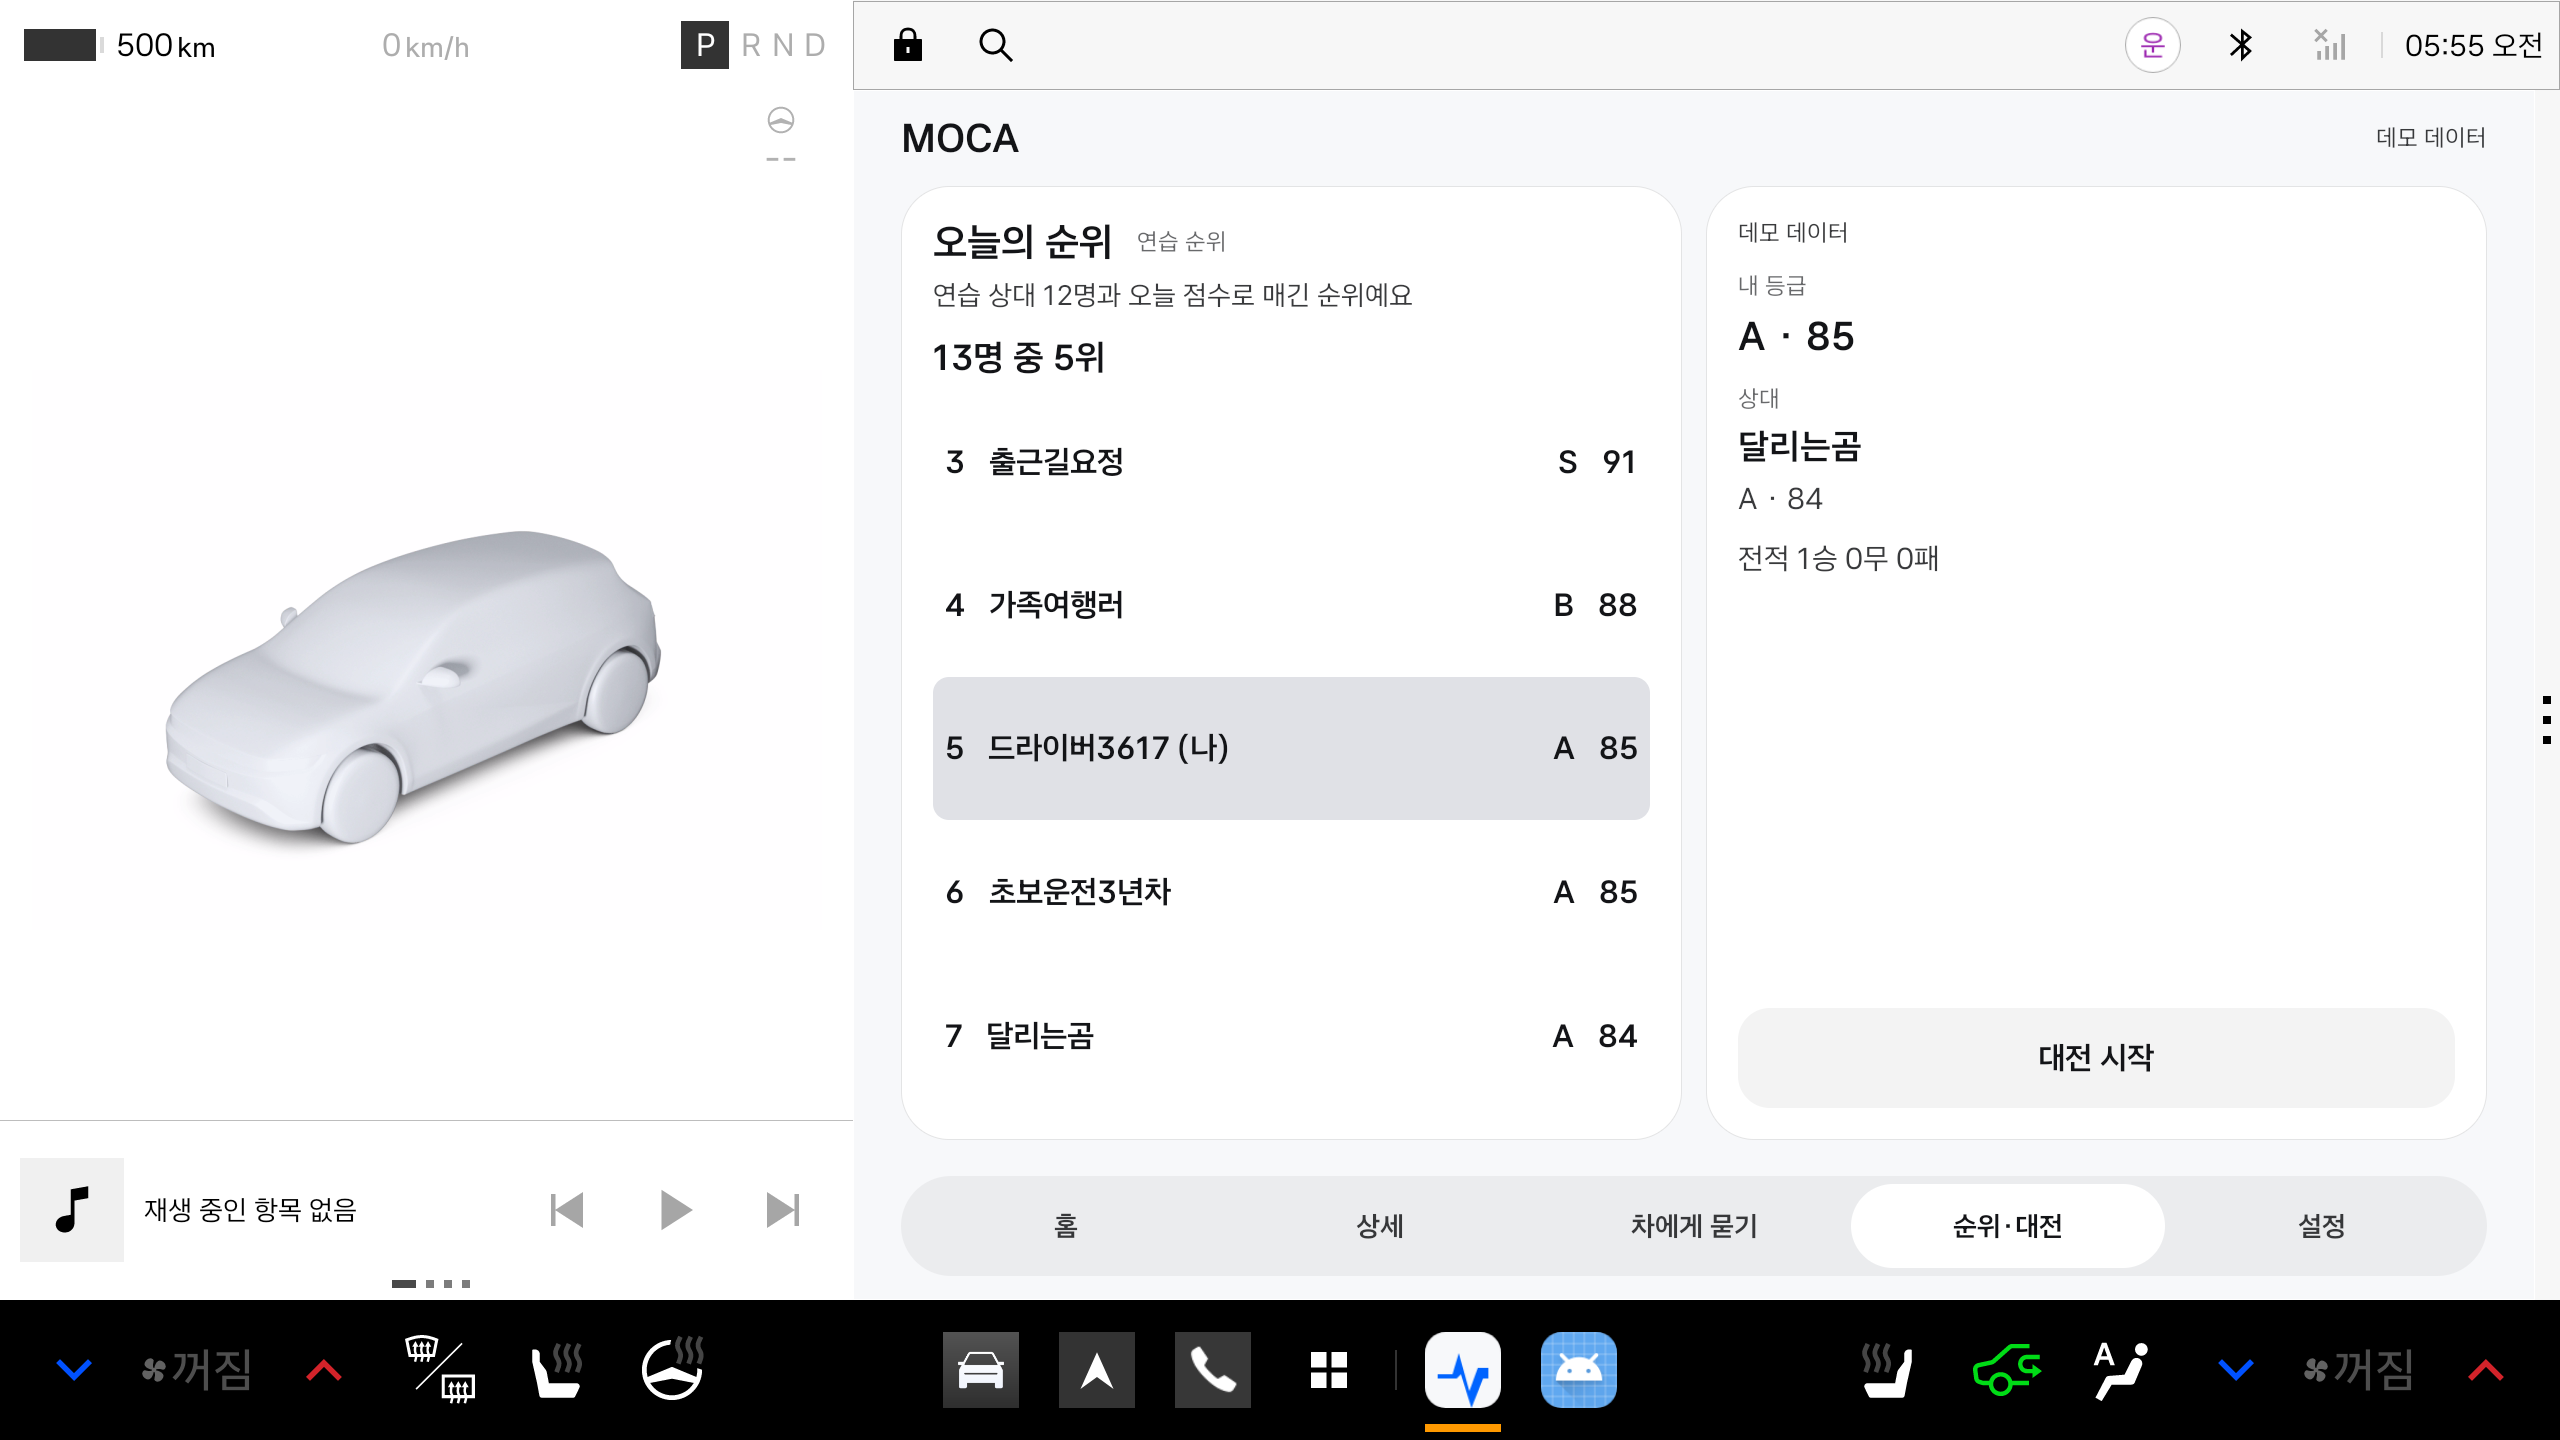 500 km
0 km/h
P R N D
운
05:55 오전
MOCA
데모 데이터
오늘의 순위 연습 순위
연습 상대 12명과 오늘 점수로 매긴 순위예요
13명 중 5위
3 출근길요정 S 91
4 가족여행러 B 88
5 드라이버3617 (나) A 85
6 초보운전3년차 A 85
7 달리는곰 A 84
데모 데이터
내 등급
A · 85
상대
달리는곰
A · 84
전적 1승 0무 0패
대전 시작
재생 중인 항목 없음
홈 상세 차에게 묻기 순위·대전 설정
꺼짐
A
꺼짐